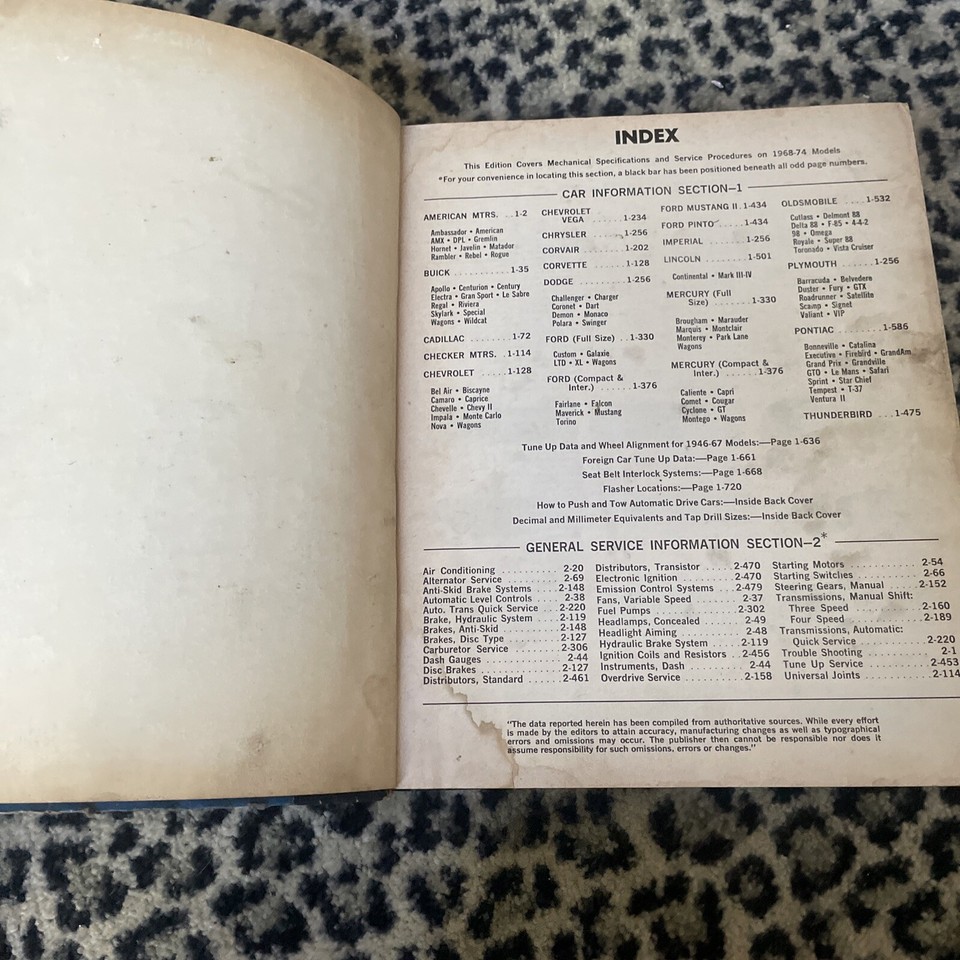 INDEX
This Edition Covers Mechanical Specifications and Service Procedures on 1968-74 Models
*For your convenience in locating this section, a black bar has been positioned beneath all odd page numbers.
CAR INFORMATION SECTION—1
AMERICAN MTRS. . . 1-2
Ambassador • American
AMX • DPL • Gremlin
Hornet • Javelin • Matador
Rambler • Rebel • Rogue
BUICK . . . . . . . . . . . 1-35
Apollo • Centurion • Century
Electra • Gran Sport • Le Sabre
Regal • Riviera
Skylark • Special
Wagons • Wildcat
CADILLAC . . . . . . . . 1-72
CHECKER MTRS. . 1-114
CHEVROLET . . . . . . 1-128
Bel Air • Biscayne
Camaro • Caprice
Chevelle • Chevy II
Impala • Monte Carlo
Nova • Wagons
CHEVROLET
VEGA . . . . . . 1-234
CHRYSLER . . . . . . 1-256
CORVAIR . . . . . . . 1-202
CORVETTE . . . . . . 1-128
DODGE . . . . . . . . . 1-256
Challenger • Charger
Coronet • Dart
Demon • Monaco
Polara • Swinger
FORD (Full Size) . . 1-330
Custom • Galaxie
LTD • XL • Wagons
FORD (Compact &
Inter.) . . . . . . 1-376
Fairlane • Falcon
Maverick • Mustang
Torino
FORD MUSTANG II . 1-434
FORD PINTO . . . . . 1-434
IMPERIAL . . . . . . . 1-256
LINCOLN . . . . . . . . 1-501
Continental • Mark III-IV
MERCURY (Full
Size) . . . . . . . . 1-330
Brougham • Marauder
Marquis • Montclair
Monterey • Park Lane
Wagons
MERCURY (Compact &
Inter.) . . . . . . . 1-376
Caliente • Capri
Comet • Cougar
Cyclone • GT
Montego • Wagons
OLDSMOBILE . . . . 1-532
Cutlass • Delmont 88
Delta 88 • F-85 • 4-4-2
98 • Omega
Royale • Super 88
Toronado • Vista Cruiser
PLYMOUTH . . . . . . 1-256
Barracuda • Belvedere
Duster • Fury • GTX
Roadrunner • Satellite
Scamp • Signet
Valiant • VIP
PONTIAC . . . . . . . . 1-586
Bonneville • Catalina
Executive • Firebird • GrandAm
Grand Prix • Grandville
GTO • Le Mans • Safari
Sprint • Star Chief
Tempest • T-37
Ventura II
THUNDERBIRD . . . 1-475
Tune Up Data and Wheel Alignment for 1946-67 Models:—Page 1-636
Foreign Car Tune Up Data:—Page 1-661
Seat Belt Interlock Systems:—Page 1-668
Flasher Locations:—Page 1-720
How to Push and Tow Automatic Drive Cars:—Inside Back Cover
Decimal and Millimeter Equivalents and Tap Drill Sizes:—Inside Back Cover
GENERAL SERVICE INFORMATION SECTION—2*
Air Conditioning . . . . . . . . . . . 2-20
Alternator Service . . . . . . . . . . 2-69
Anti-Skid Brake Systems . . . . 2-148
Automatic Level Controls . . . . 2-38
Auto. Trans Quick Service . . . 2-220
Brake, Hydraulic System . . . . 2-119
Brakes, Anti-Skid . . . . . . . . . . 2-148
Brakes, Disc Type . . . . . . . . . 2-127
Carburetor Service . . . . . . . . . 2-306
Dash Gauges . . . . . . . . . . . . . 2-44
Disc Brakes . . . . . . . . . . . . . . 2-127
Distributors, Standard . . . . . . 2-461
Distributors, Transistor . . . . . 2-470
Electronic Ignition . . . . . . . . . 2-470
Emission Control Systems . . . 2-479
Fans, Variable Speed . . . . . . . 2-37
Fuel Pumps . . . . . . . . . . . . . . 2-302
Headlamps, Concealed . . . . . 2-49
Headlight Aiming . . . . . . . . . . 2-48
Hydraulic Brake System . . . . 2-119
Ignition Coils and Resistors . . 2-456
Instruments, Dash . . . . . . . . . 2-44
Overdrive Service . . . . . . . . . 2-158
Starting Motors . . . . . . . . . . . 2-54
Starting Switches . . . . . . . . . . 2-66
Steering Gears, Manual . . . . . 2-152
Transmissions, Manual Shift:
Three Speed . . . . . . . . . . . . 2-160
Four Speed . . . . . . . . . . . . . 2-189
Transmissions, Automatic:
Quick Service . . . . . . . . . . . 2-220
Trouble Shooting . . . . . . . . . . 2-1
Tune Up Service . . . . . . . . . . 2-453
Universal Joints . . . . . . . . . . . 2-114
"The data reported herein has been compiled from authoritative sources. While every effort
is made by the editors to attain accuracy, manufacturing changes as well as typographical
errors and omissions may occur. The publisher then cannot be responsible nor does it
assume responsibility for such omissions, errors or changes."